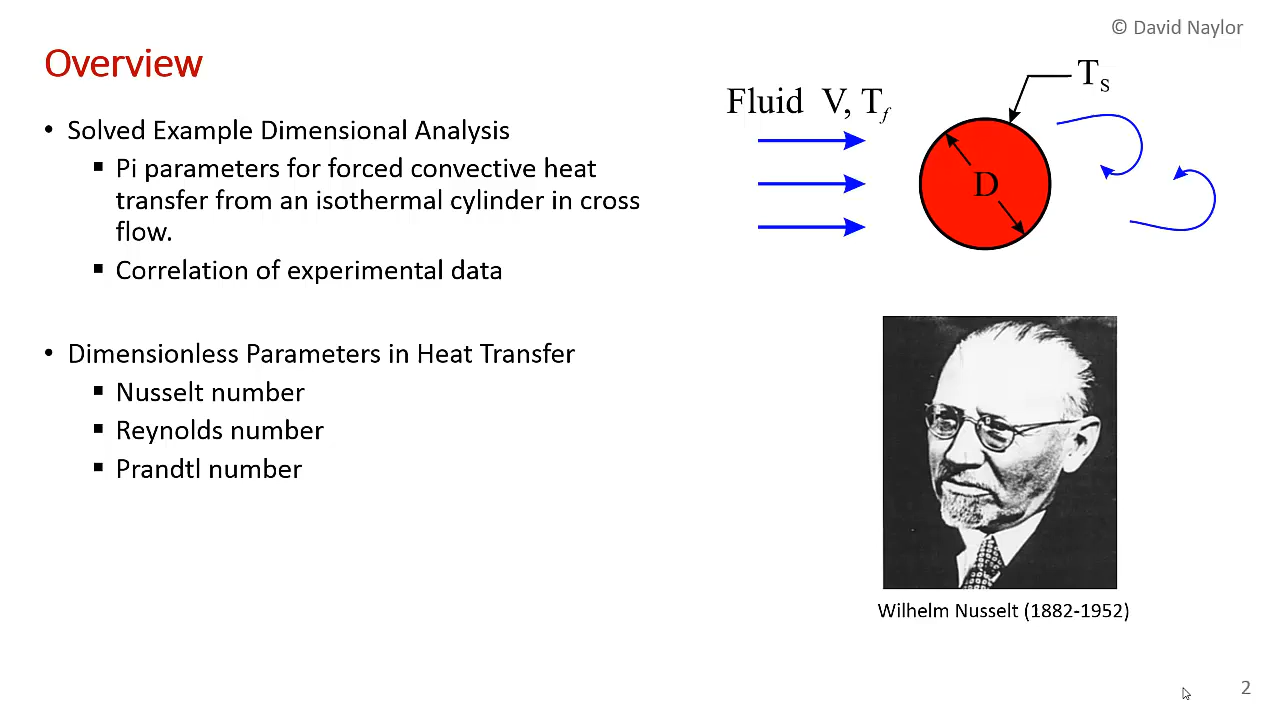 © David Naylor
Overview
• Solved Example Dimensional Analysis
▪ Pi parameters for forced convective heat
transfer from an isothermal cylinder in cross
flow.
▪ Correlation of experimental data
• Dimensionless Parameters in Heat Transfer
▪ Nusselt number
▪ Reynolds number
▪ Prandtl number
Fluid V, Tf
Ts
D
Wilhelm Nusselt (1882-1952)
2